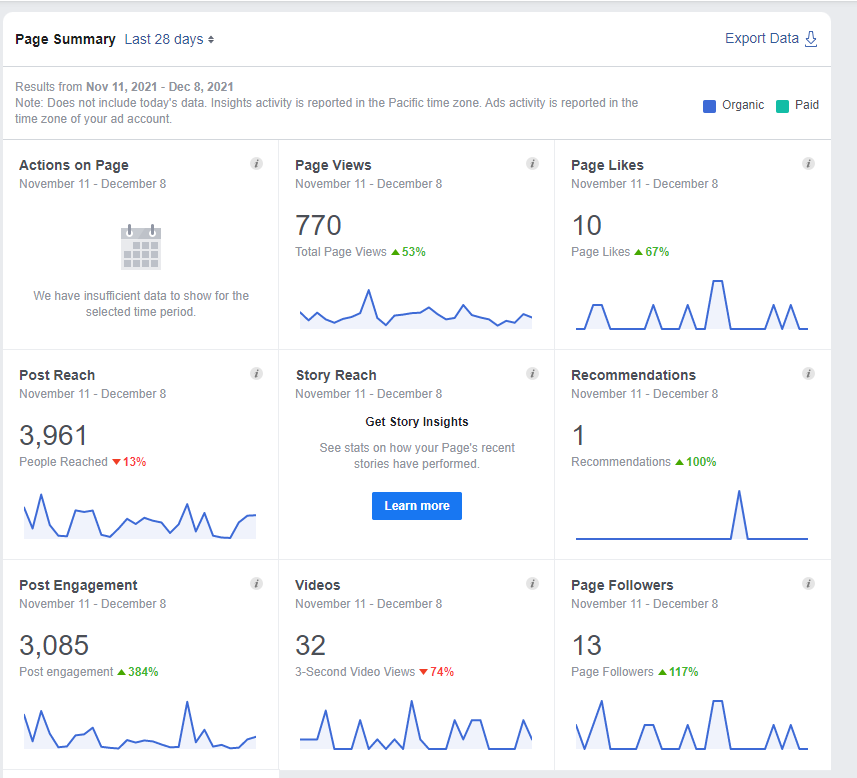 Page Summary Last 28 days
Export Data
Results from Nov 11, 2021 - Dec 8, 2021
Note: Does not include today's data. Insights activity is reported in the Pacific time zone. Ads activity is reported in the
time zone of your ad account.
Organic Paid
Actions on Page i
November 11 - December 8
We have insufficient data to show for the
selected time period.
Page Views i
November 11 - December 8
770
Total Page Views ▲53%
Page Likes i
November 11 - December 8
10
Page Likes ▲67%
Post Reach i
November 11 - December 8
3,961
People Reached ▼13%
Story Reach i
November 11 - December 8
Get Story Insights
See stats on how your Page's recent
stories have performed.
Learn more
Recommendations i
November 11 - December 8
1
Recommendations ▲100%
Post Engagement i
November 11 - December 8
3,085
Post engagement ▲384%
Videos i
November 11 - December 8
32
3-Second Video Views ▼74%
Page Followers i
November 11 - December 8
13
Page Followers ▲117%